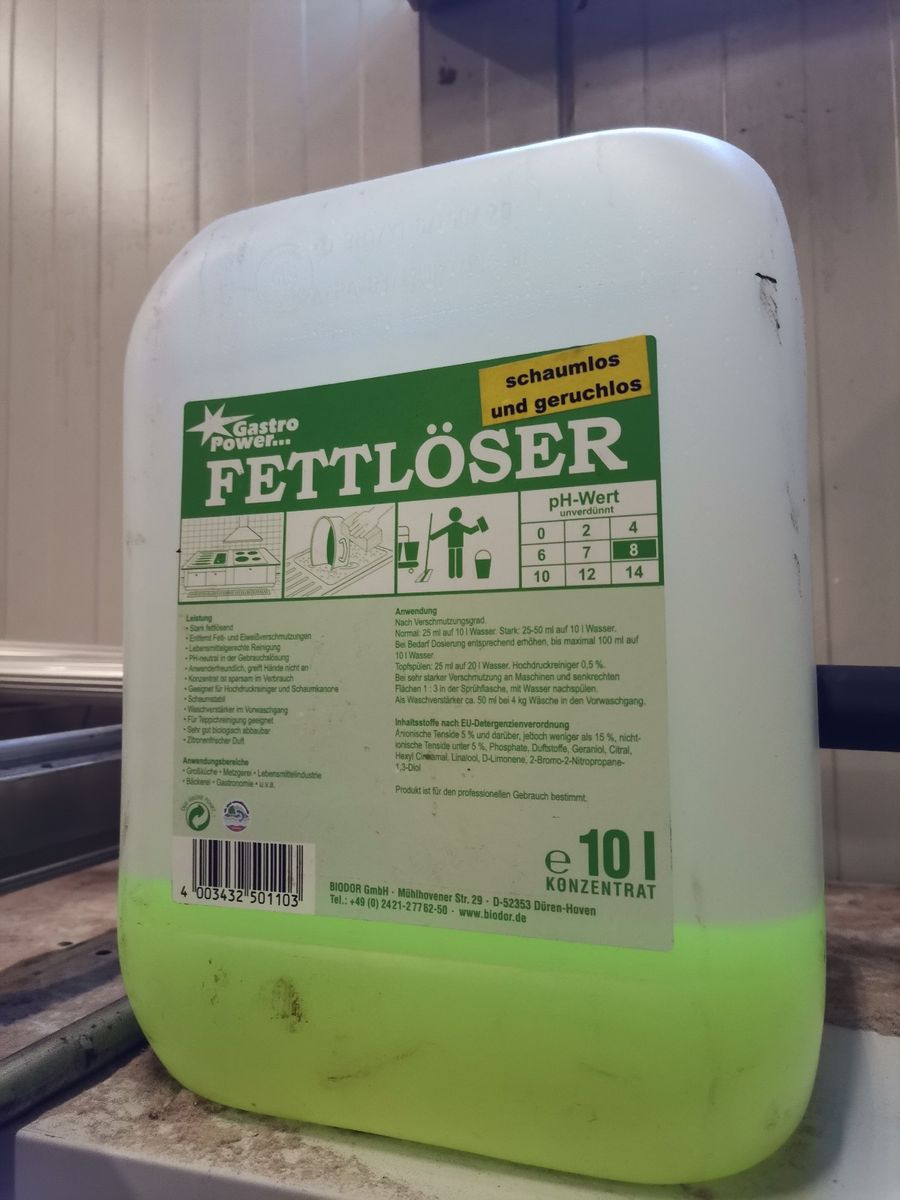 schaumlos
und geruchlos
Gastro
Power...
FETTLÖSER
pH-Wert
unverdünnt
0 2 4
6 7 8
10 12 14
Leistung
• Stark fettlösend
• Entfernt Fett- und Eiweißverschmutzungen
• Lebensmittelgerechte Reinigung
• PH-neutral in der Gebrauchslösung
• Anwenderfreundlich, greift Hände nicht an
• Konzentrat ist sparsam im Verbrauch
• Geeignet für Hochdruckreiniger und Schaumkanone
• Schaumstabil
• Waschverstärker im Vorwaschgang
• Für Teppichreinigung geeignet
• Sehr gut biologisch abbaubar
• Zitronenfrischer Duft
Anwendungsbereiche
• Großküche • Metzgerei • Lebensmittelindustrie
• Bäckerei • Gastronomie • u.v.a.
Anwendung
Nach Verschmutzungsgrad.
Normal: 25 ml auf 10 l Wasser. Stark: 25-50 ml auf 10 l Wasser.
Bei Bedarf Dosierung entsprechend erhöhen, bis maximal 100 ml auf
10 l Wasser.
Topfspülen: 25 ml auf 20 l Wasser. Hochdruckreiniger 0,5 %.
Bei sehr starker Verschmutzung an Maschinen und senkrechten
Flächen 1 : 3 in der Sprühflasche, mit Wasser nachspülen.
Als Waschverstärker ca. 50 ml bei 4 kg Wäsche in den Vorwaschgang.
Inhaltsstoffe nach EU-Detergenzienverordnung
Anionische Tenside 5 % und darüber, jedoch weniger als 15 %, nicht-
ionische Tenside unter 5 %, Phosphate, Duftstoffe, Geraniol, Citral,
Hexyl Cinnamal, Linalool, D-Limonene, 2-Bromo-2-Nitropropane-
1,3-Diol
Produkt ist für den professionellen Gebrauch bestimmt.
4 003432 501103
e 10 l
KONZENTRAT
BIODOR GmbH · Mühlhovener Str. 29 · D-52353 Düren-Hoven
Tel.: +49 (0) 2421-27762-50 · www.biodor.de